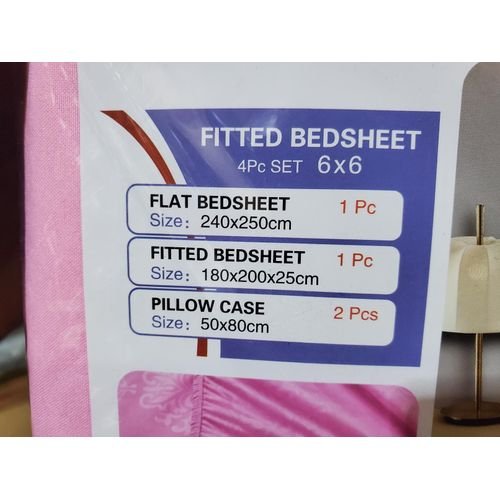 FITTED BEDSHEET
4Pc SET 6x6
FLAT BEDSHEET 1 Pc
Size: 240x250cm
FITTED BEDSHEET 1 Pc
Size: 180x200x25cm
PILLOW CASE 2 Pcs
Size: 50x80cm